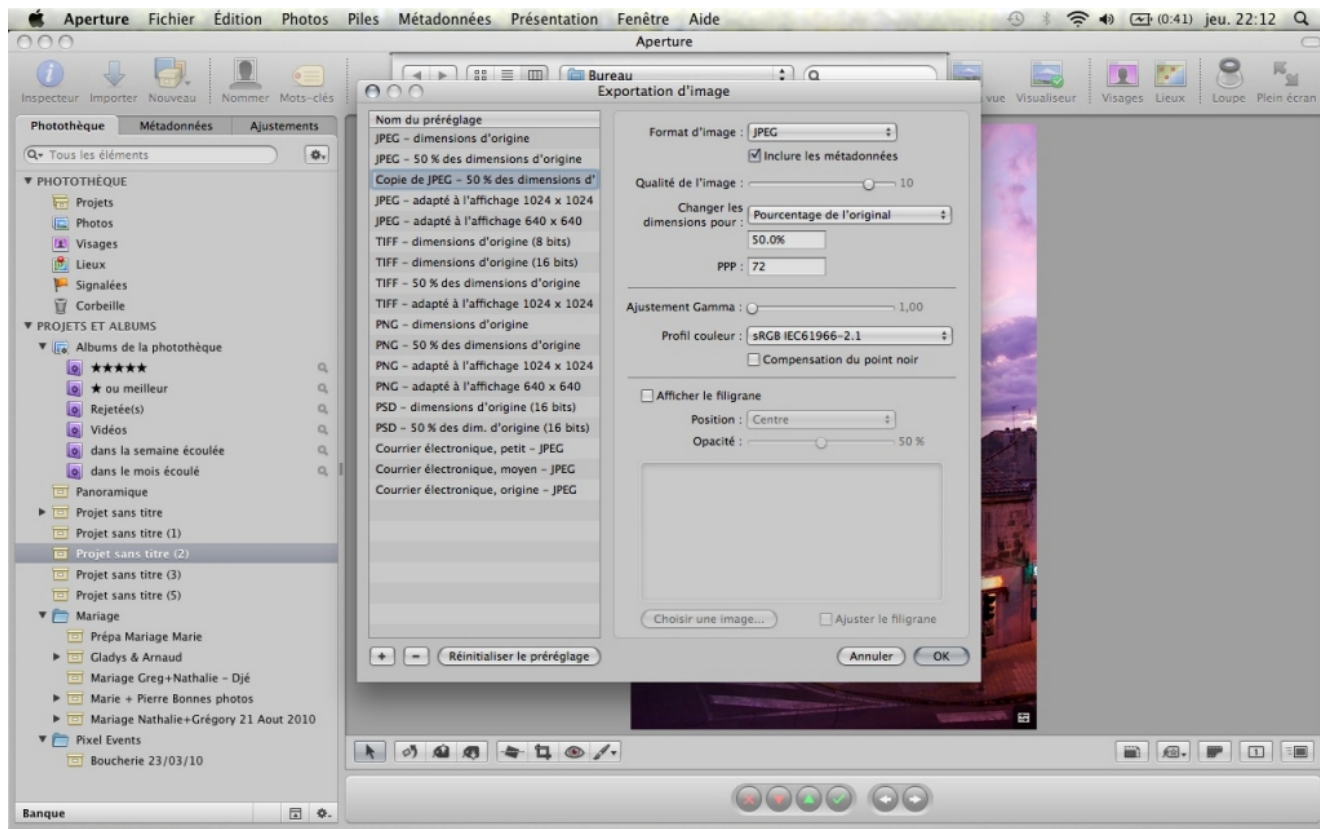 Aperture Fichier Édition Photos Piles Métadonnées Présentation Fenêtre Aide (0:41) jeu. 22:12
Aperture
Inspecteur Importer Nouveau Nommer Mots-clés
Bureau
vue Visualiseur Visages Lieux Loupe Plein écran
Photothèque Métadonnées Ajustements
Tous les éléments
PHOTOTHÈQUE
Projets
Photos
Visages
Lieux
Signalées
Corbeille
PROJETS ET ALBUMS
Albums de la photothèque
★★★★★
★ ou meilleur
Rejetée(s)
Vidéos
dans la semaine écoulée
dans le mois écoulé
Panoramique
Projet sans titre
Projet sans titre (1)
Projet sans titre (2)
Projet sans titre (3)
Projet sans titre (5)
Mariage
Prépa Mariage Marie
Gladys & Arnaud
Mariage Greg+Nathalie – Djé
Marie + Pierre Bonnes photos
Mariage Nathalie+Grégory 21 Aout 2010
Pixel Events
Boucherie 23/03/10
Banque
Exportation d'image
Nom du préréglage
JPEG – dimensions d'origine
JPEG – 50 % des dimensions d'origine
Copie de JPEG – 50 % des dimensions d'
JPEG – adapté à l'affichage 1024 x 1024
JPEG – adapté à l'affichage 640 x 640
TIFF – dimensions d'origine (8 bits)
TIFF – dimensions d'origine (16 bits)
TIFF – 50 % des dimensions d'origine
TIFF – adapté à l'affichage 1024 x 1024
PNG – dimensions d'origine
PNG – 50 % des dimensions d'origine
PNG – adapté à l'affichage 1024 x 1024
PNG – adapté à l'affichage 640 x 640
PSD – dimensions d'origine (16 bits)
PSD – 50 % des dim. d'origine (16 bits)
Courrier électronique, petit – JPEG
Courrier électronique, moyen – JPEG
Courrier électronique, origine – JPEG
+ – Réinitialiser le préréglage
Format d'image : JPEG
Inclure les métadonnées
Qualité de l'image : 10
Changer les dimensions pour : Pourcentage de l'original
50.0%
PPP : 72
Ajustement Gamma : 1,00
Profil couleur : sRGB IEC61966-2.1
Compensation du point noir
Afficher le filigrane
Position : Centre
Opacité : 50 %
Choisir une image... Ajuster le filigrane
Annuler OK
1